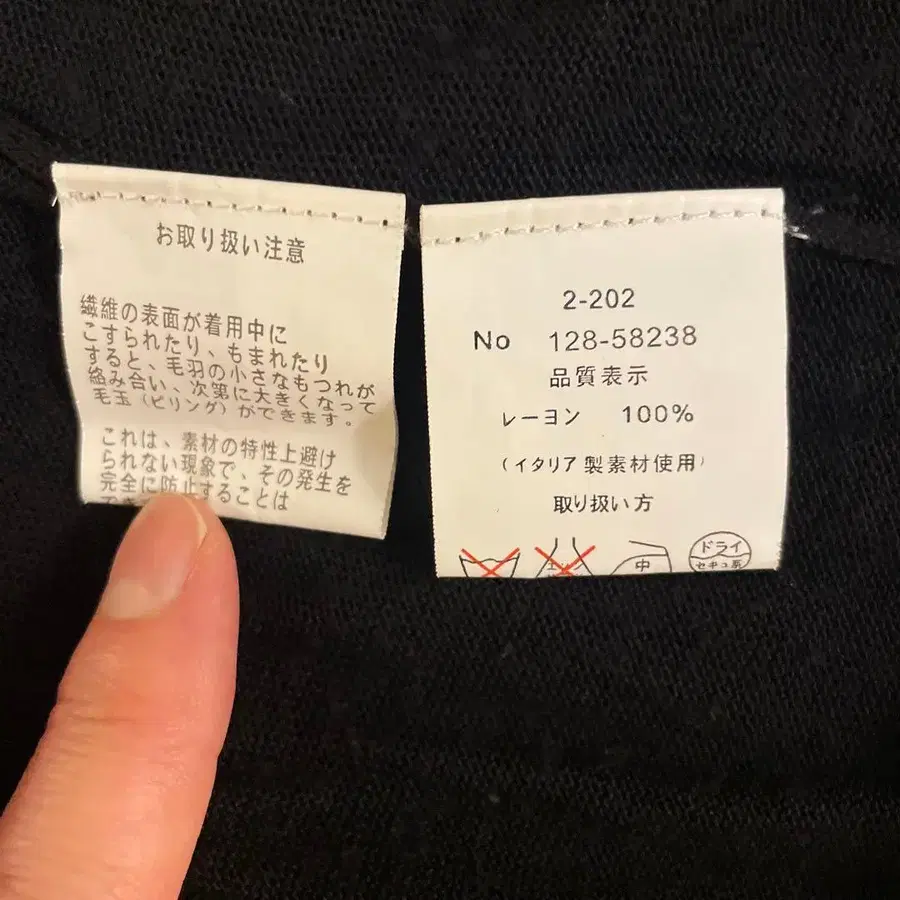 お取り扱い注意
繊維の表面が着用中に
こすられたり、もまれたり
すると、毛羽の小さなもつれが
絡み合い、次第に大きくなって
毛玉（ピリング）ができます。
これは、素材の特性上避け
られない現象で、その発生を
完全に防止することは
2-202
No 128-58238
品質表示
レーヨン 100%
（イタリア製素材使用）
取り扱い方
中
ドライ
セキユ系